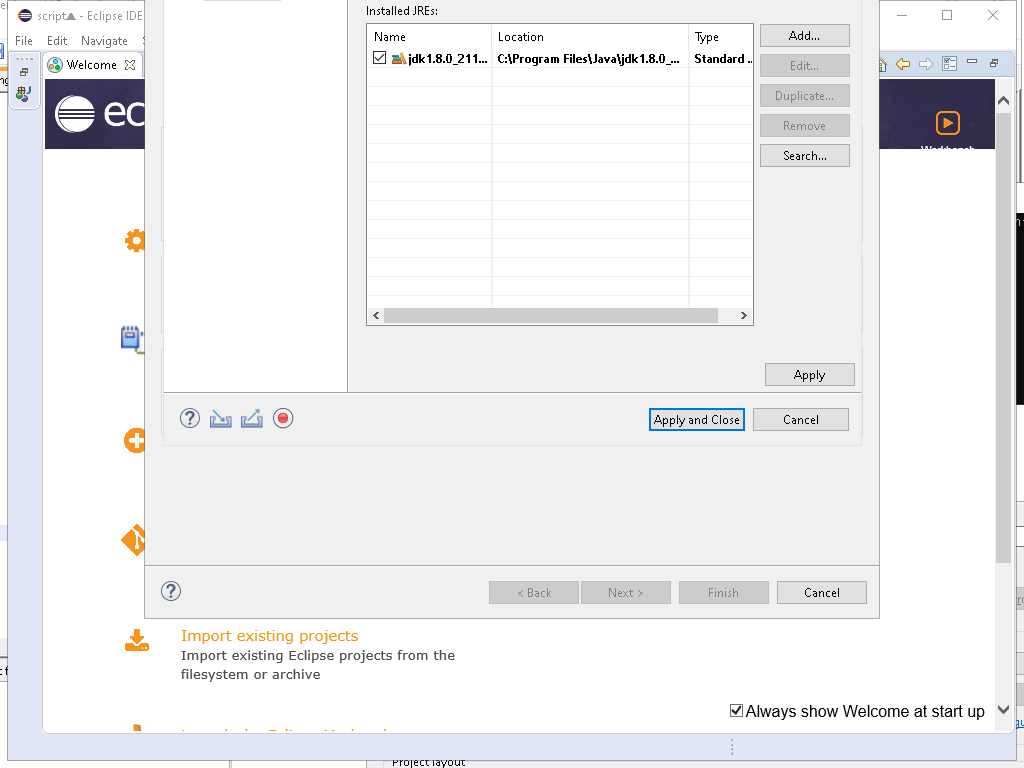 script - Eclipse IDE
File Edit Navigate
Welcome
ec
Installed JREs:
Name Location Type
jdk1.8.0_211... C:\Program Files\Java\jdk1.8.0_... Standard ..
Add...
Edit...
Duplicate...
Remove
Search...
Apply
Apply and Close Cancel
< Back Next > Finish Cancel
Import existing projects
Import existing Eclipse projects from the
filesystem or archive
Always show Welcome at start up
Project layout